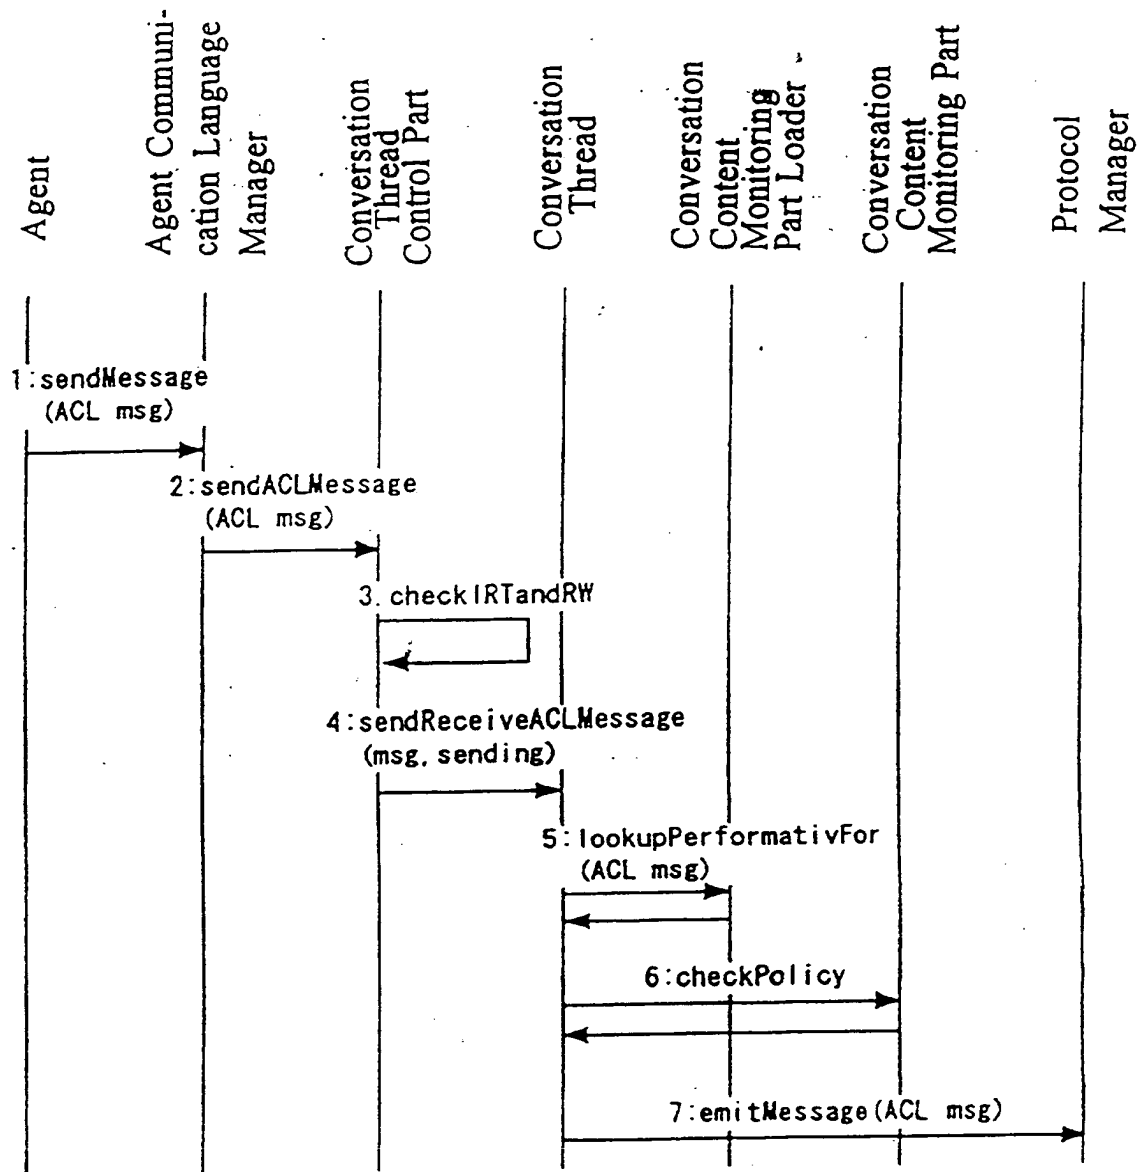 Agent
Agent Communi-
cation Language
Manager
Conversation
Thread
Control Part
Conversation
Thread
Conversation
Content
Monitoring
Part Loader
Conversation
Content
Monitoring Part
Protocol
Manager
1:sendMessage
(ACL msg)
2:sendACLMessage
(ACL msg)
3.checkIRTandRW
4:sendReceiveACLMessage
(msg.sending)
5:lookupPerformativFor
(ACL msg)
6:checkPolicy
7:emitMessage(ACL msg)